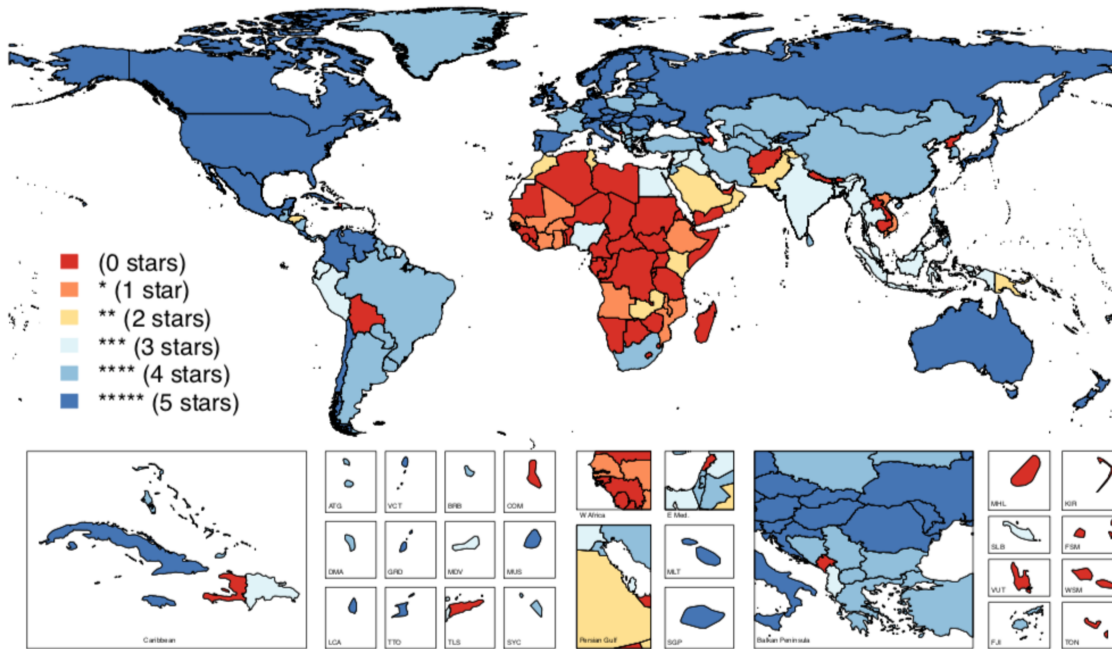 (0 stars)
* (1 star)
** (2 stars)
*** (3 stars)
**** (4 stars)
***** (5 stars)
Caribbean
ATG
VCT
BRB
COM
DMA
GRD
MDV
MUS
LCA
TTO
TLS
SYC
W Africa
E Med.
Persian Gulf
MLT
SGP
Balkan Peninsula
MHL
KIR
SLB
FSM
VUT
WSM
FJI
TON